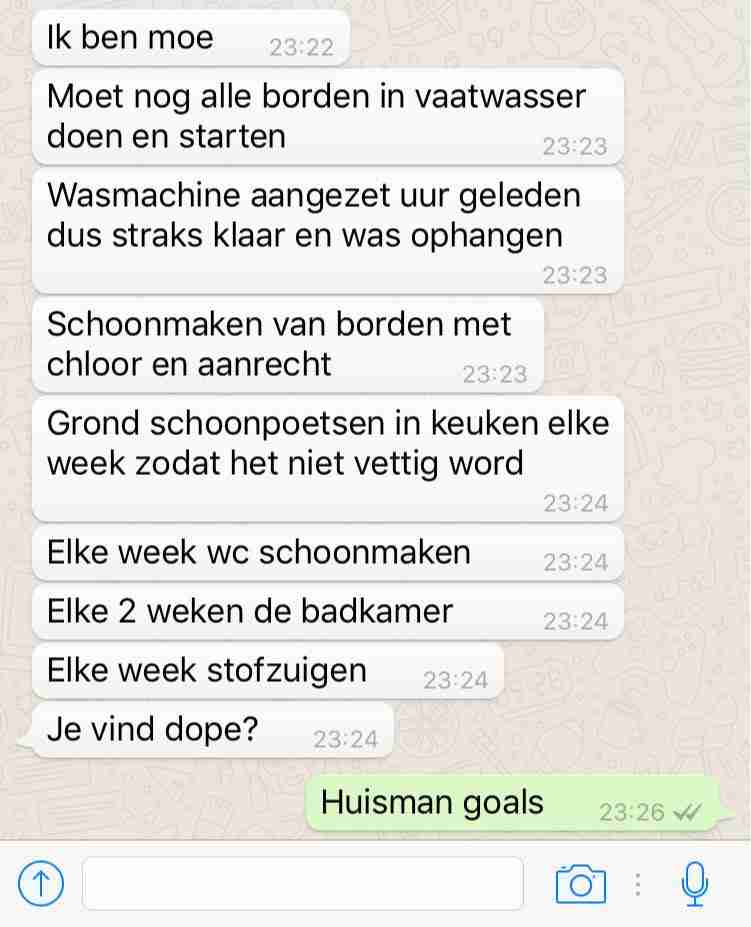 Ik ben moe 23:22
Moet nog alle borden in vaatwasser
doen en starten 23:23
Wasmachine aangezet uur geleden
dus straks klaar en was ophangen
23:23
Schoonmaken van borden met
chloor en aanrecht 23:23
Grond schoonpoetsen in keuken elke
week zodat het niet vettig word
23:24
Elke week wc schoonmaken 23:24
Elke 2 weken de badkamer 23:24
Elke week stofzuigen 23:24
Je vind dope? 23:24
Huisman goals 23:26